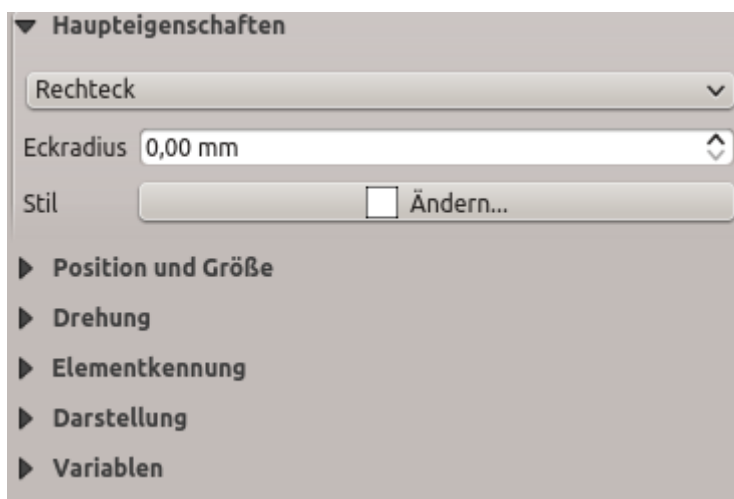 Haupteigenschaften
Rechteck
Eckradius 0,00 mm
Stil Ändern...
Position und Größe
Drehung
Elementkennung
Darstellung
Variablen